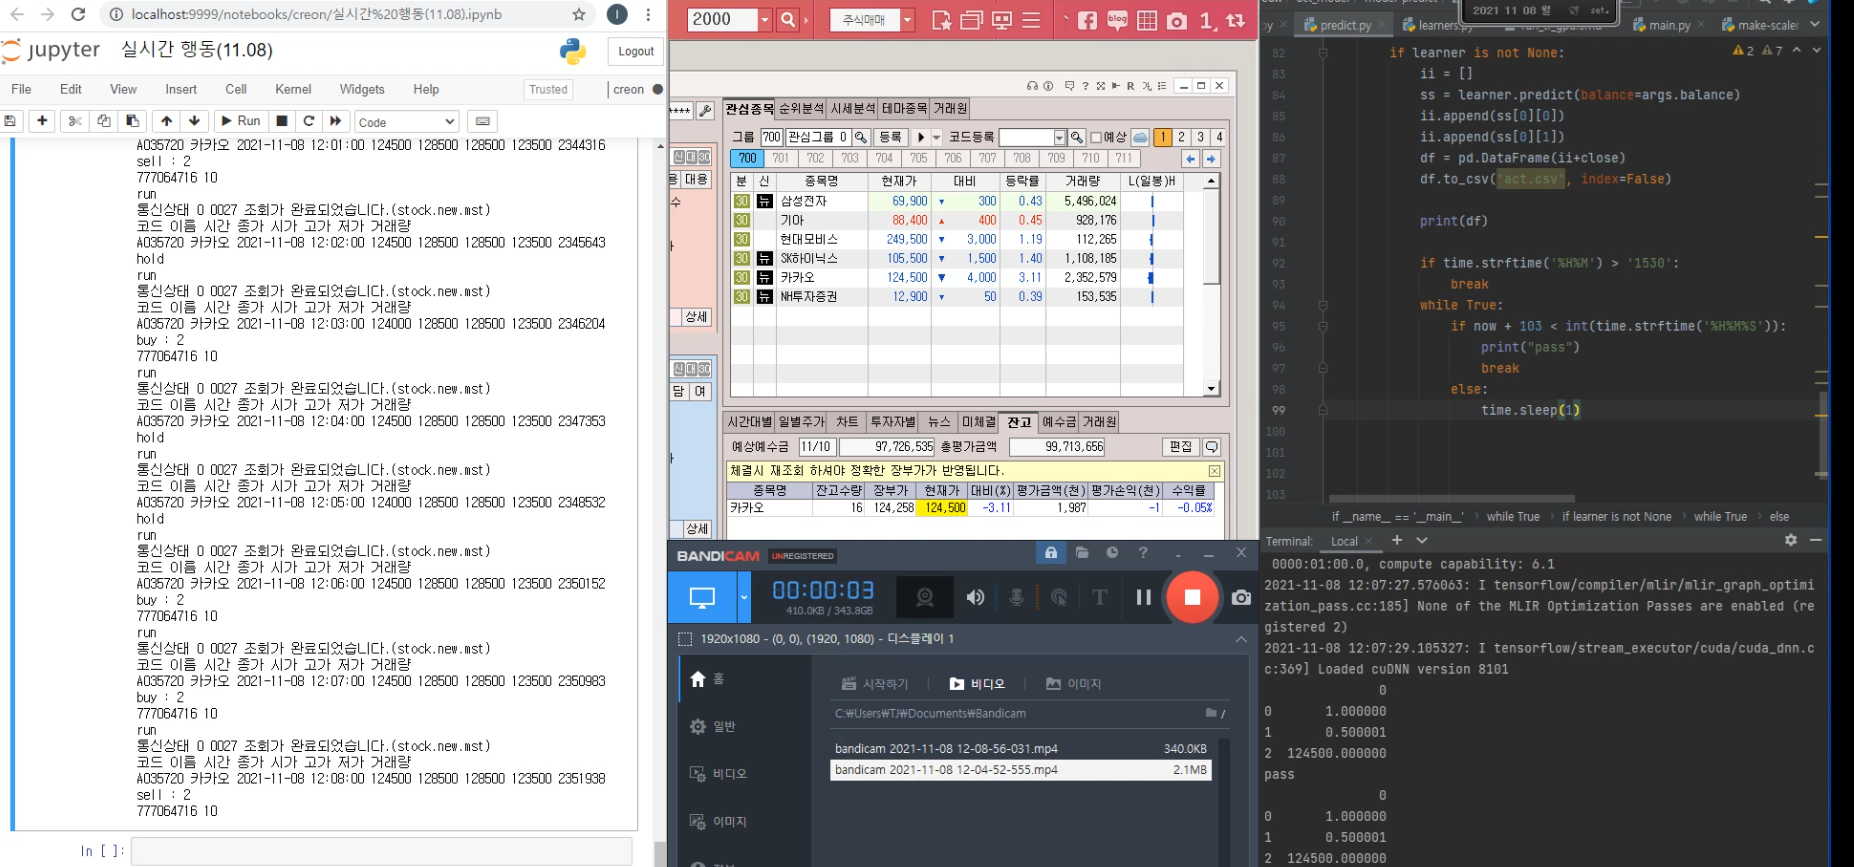 localhost:9999/notebooks/creon/실시간%20행동(11.08).ipynb
jupyter 실시간 행동(11.08)
Logout
File Edit View Insert Cell Kernel Widgets Help
Trusted
creon
Run
Code
A035720 카카오 2021-11-08 12:01:00 124500 128500 128500 123500 2344316
sell : 2
777064716 10
run
통신상태 0 0027 조회가 완료되었습니다.(stock.new.mst)
코드 이름 시간 종가 시가 고가 저가 거래량
A035720 카카오 2021-11-08 12:02:00 124500 128500 128500 123500 2345643
hold
run
통신상태 0 0027 조회가 완료되었습니다.(stock.new.mst)
코드 이름 시간 종가 시가 고가 저가 거래량
A035720 카카오 2021-11-08 12:03:00 124000 128500 128500 123500 2346204
buy : 2
777064716 10
run
통신상태 0 0027 조회가 완료되었습니다.(stock.new.mst)
코드 이름 시간 종가 시가 고가 저가 거래량
A035720 카카오 2021-11-08 12:04:00 124500 128500 128500 123500 2347353
hold
run
통신상태 0 0027 조회가 완료되었습니다.(stock.new.mst)
코드 이름 시간 종가 시가 고가 저가 거래량
A035720 카카오 2021-11-08 12:05:00 124000 128500 128500 123500 2348532
hold
run
통신상태 0 0027 조회가 완료되었습니다.(stock.new.mst)
코드 이름 시간 종가 시가 고가 저가 거래량
A035720 카카오 2021-11-08 12:06:00 124500 128500 128500 123500 2350152
buy : 2
777064716 10
run
통신상태 0 0027 조회가 완료되었습니다.(stock.new.mst)
코드 이름 시간 종가 시가 고가 저가 거래량
A035720 카카오 2021-11-08 12:07:00 124500 128500 128500 123500 2350983
buy : 2
777064716 10
run
통신상태 0 0027 조회가 완료되었습니다.(stock.new.mst)
코드 이름 시간 종가 시가 고가 저가 거래량
A035720 카카오 2021-11-08 12:08:00 124500 128500 128500 123500 2351938
sell : 2
777064716 10
In [ ]:
2000
주식매매
blog
관심종목 순위분석 시세분석 테마종목 거래원
그룹 700 관심그룹 0 등록 코드등록 예상 1 2 3 4
700 701 702 703 704 705 706 707 708 709 710 711
분 신 종목명 현재가 대비 등락률 거래량 L(일봉)H
30 뉴 삼성전자 69,900 ▼ 300 0.43 5,496,024
30 기아 88,400 ▲ 400 0.45 928,176
30 현대모비스 249,500 ▼ 3,000 1.19 112,265
30 뉴 SK하이닉스 105,500 ▼ 1,500 1.40 1,108,185
30 뉴 카카오 124,500 ▼ 4,000 3.11 2,352,579
30 뉴 NH투자증권 12,900 ▼ 50 0.39 153,535
대용
상세
담 여
상세
시간대별 일별주가 차트 투자자별 뉴스 미체결 잔고 예수금 거래원
예상예수금 11/10 97,726,535 총평가금액 99,713,656 편집
체결시 재조회 하셔야 정확한 장부가가 반영됩니다.
종목명 잔고수량 장부가 현재가 대비(%) 평가금액(천) 평가손익(천) 수익률
카카오 16 124,258 124,500 -3.11 1,987 -1 -0.05%
BANDICAM UNREGISTERED
00:00:03
410.0KB / 343.8GB
1920x1080 - (0, 0), (1920, 1080) - 디스플레이 1
홈
일반
비디오
이미지
시작하기 비디오 이미지
C:₩Users₩TJ₩Documents₩Bandicam
bandicam 2021-11-08 12-08-56-031.mp4 340.0KB
bandicam 2021-11-08 12-04-52-555.mp4 2.1MB
2021 11 08 월 set.
predict.py learners.py main.py make-scaler
2 7
82 if learner is not None:
83 ii = []
84 ss = learner.predict(balance=args.balance)
85 ii.append(ss[0][0])
86 ii.append(ss[0][1])
87 df = pd.DataFrame(ii+close)
88 df.to_csv('act.csv', index=False)
89
90 print(df)
91
92 if time.strftime('%H%M') > '1530':
93 break
94 while True:
95 if now + 103 < int(time.strftime('%H%M%S')):
96 print("pass")
97 break
98 else:
99 time.sleep(1)
100
101
102
103
if __name__ == '__main__' › while True › if learner is not None › while True › else
Terminal: Local
0000:01:00.0, compute capability: 6.1
2021-11-08 12:07:27.576063: I tensorflow/compiler/mlir/mlir_graph_optimi
zation_pass.cc:185] None of the MLIR Optimization Passes are enabled (re
gistered 2)
2021-11-08 12:07:29.105327: I tensorflow/stream_executor/cuda/cuda_dnn.c
c:369] Loaded cuDNN version 8101
0
0 1.000000
1 0.500001
2 124500.000000
pass
0
0 1.000000
1 0.500001
2 124500.000000